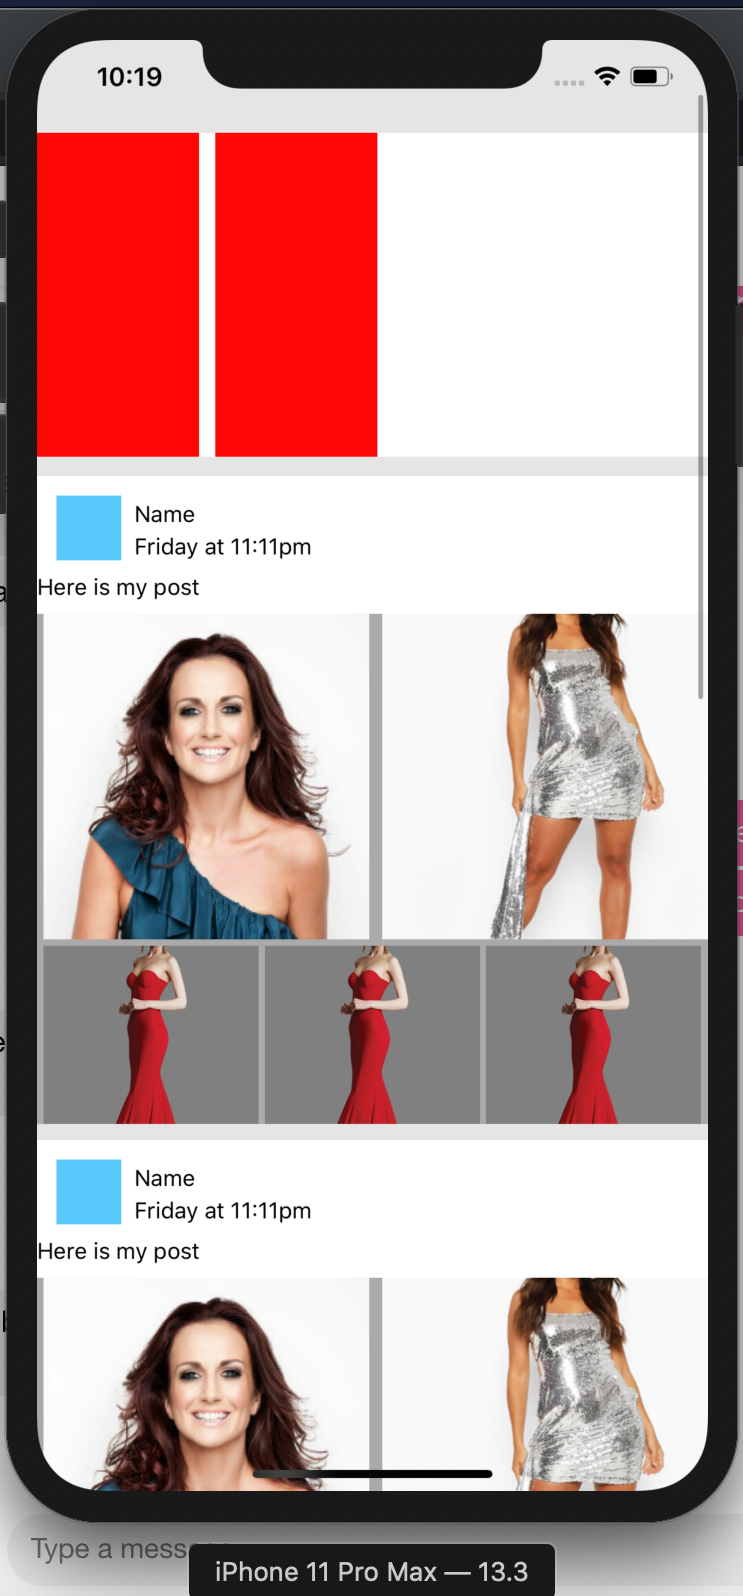 10:19
Name
Friday at 11:11pm
Here is my post
Name
Friday at 11:11pm
Here is my post
Type a mess
iPhone 11 Pro Max — 13.3